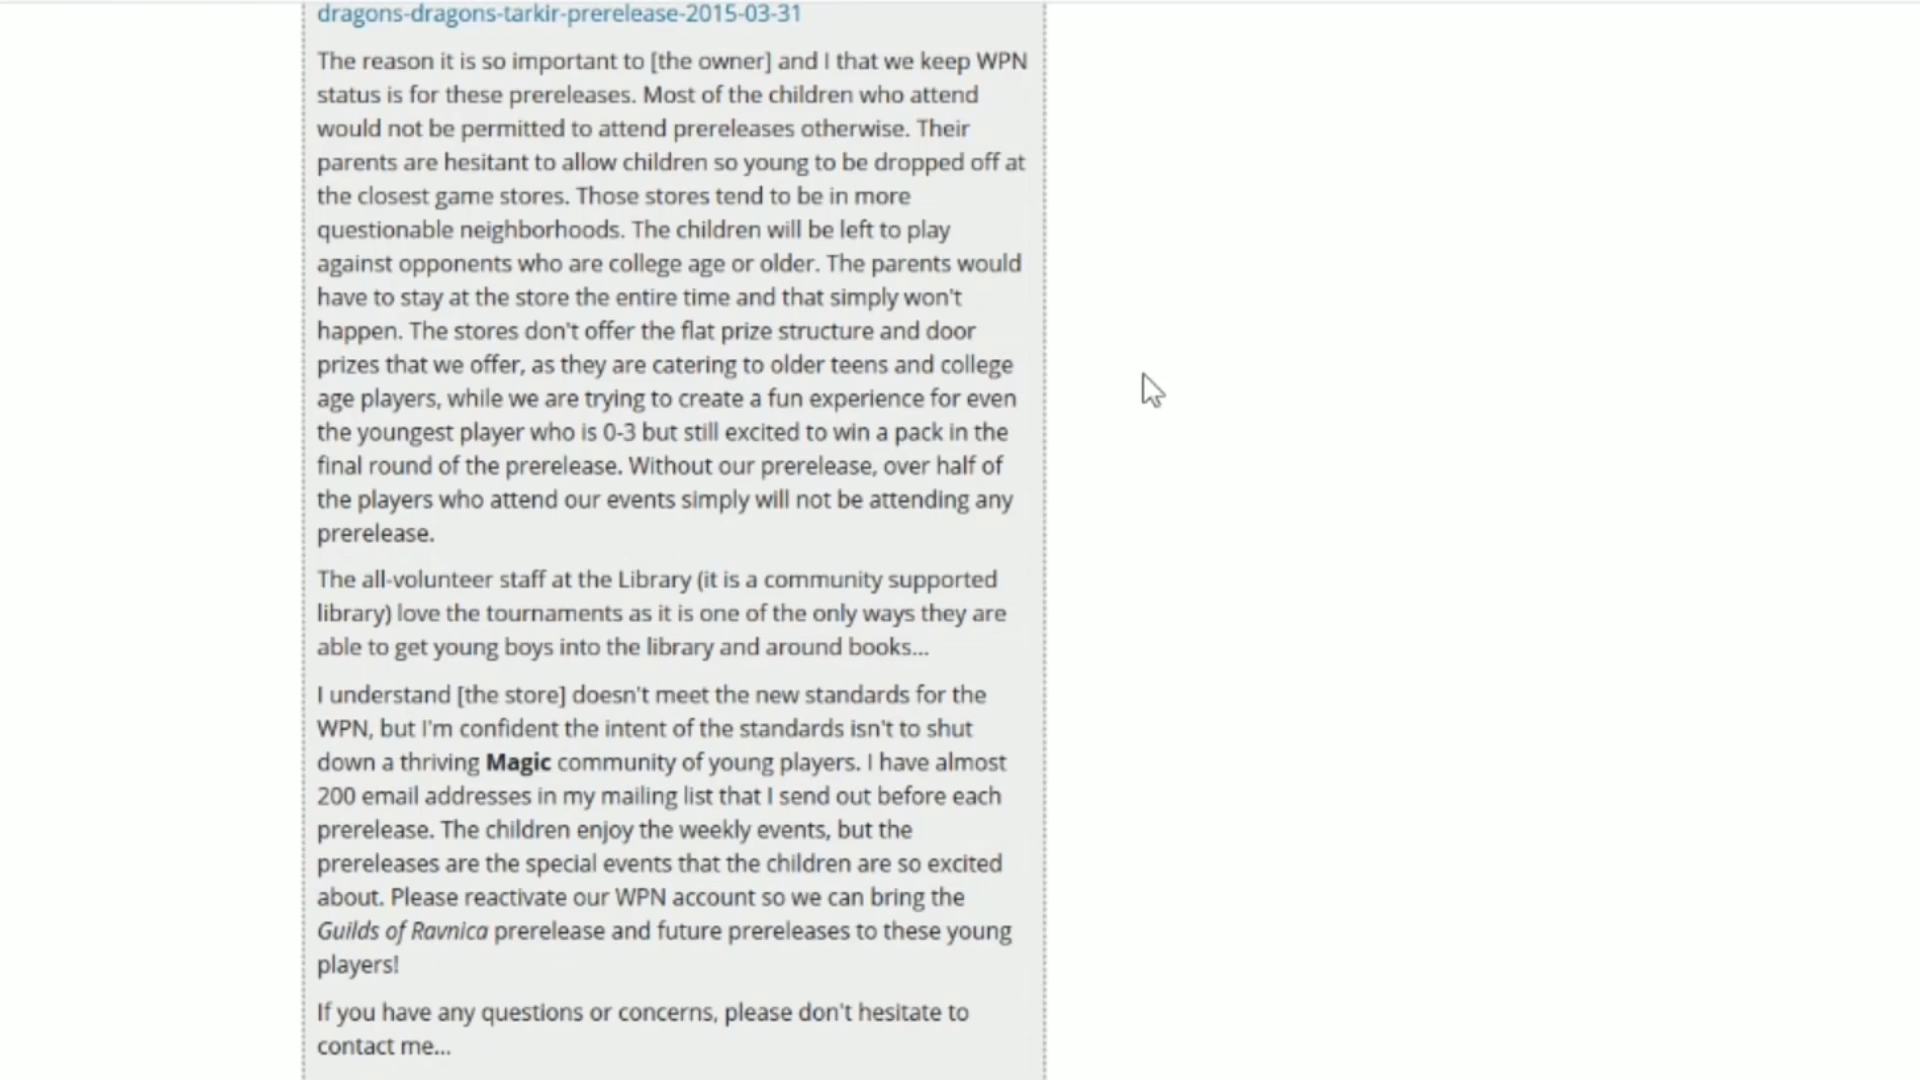 dragons-dragons-tarkir-prerelease-2015-03-31
The reason it is so important to [the owner] and I that we keep WPN
status is for these prereleases. Most of the children who attend
would not be permitted to attend prereleases otherwise. Their
parents are hesitant to allow children so young to be dropped off at
the closest game stores. Those stores tend to be in more
questionable neighborhoods. The children will be left to play
against opponents who are college age or older. The parents would
have to stay at the store the entire time and that simply won't
happen. The stores don't offer the flat prize structure and door
prizes that we offer, as they are catering to older teens and college
age players, while we are trying to create a fun experience for even
the youngest player who is 0-3 but still excited to win a pack in the
final round of the prerelease. Without our prerelease, over half of
the players who attend our events simply will not be attending any
prerelease.
The all-volunteer staff at the Library (it is a community supported
library) love the tournaments as it is one of the only ways they are
able to get young boys into the library and around books...
I understand [the store] doesn't meet the new standards for the
WPN, but I'm confident the intent of the standards isn't to shut
down a thriving Magic community of young players. I have almost
200 email addresses in my mailing list that I send out before each
prerelease. The children enjoy the weekly events, but the
prereleases are the special events that the children are so excited
about. Please reactivate our WPN account so we can bring the
Guilds of Ravnica prerelease and future prereleases to these young
players!
If you have any questions or concerns, please don't hesitate to
contact me...